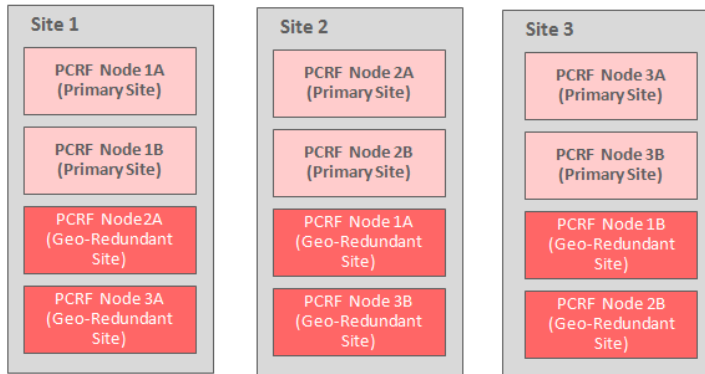 Site 1
PCRF Node 1A
(Primary Site)
PCRF Node 1B
(Primary Site)
PCRF Node2A
(Geo-Redundant
Site)
PCRF Node 3A
(Geo-Redundant
Site)
Site 2
PCRF Node 2A
(Primary Site)
PCRF Node 2B
(Primary Site)
PCRF Node 1A
(Geo-Redundant
Site)
PCRF Node 3B
(Geo-Redundant
Site)
Site 3
PCRF Node 3A
(Primary Site)
PCRF Node 3B
(Primary Site)
PCRF Node 1B
(Geo-Redundant
Site)
PCRF Node 2B
(Geo-Redundant
Site)